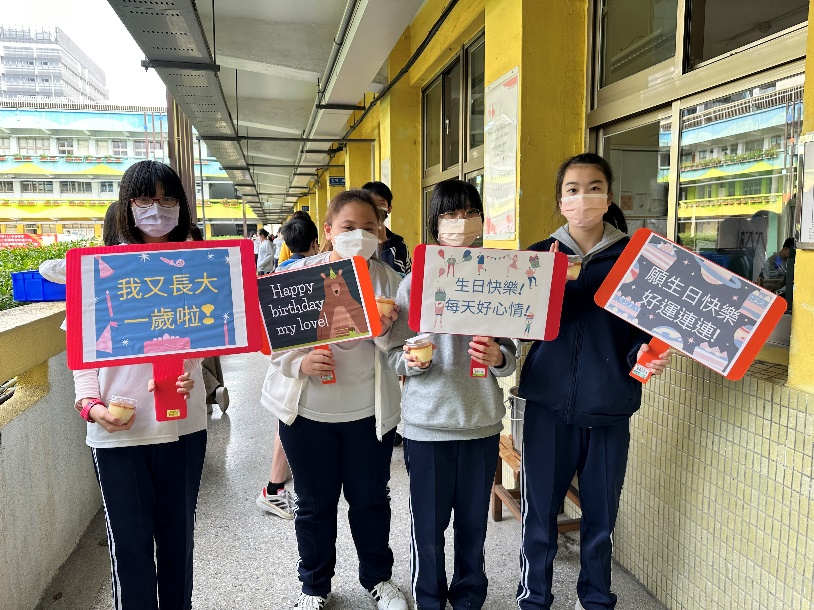 我又長大
一歲啦!
Happy
birthday
my love!
生日快樂!
每天好心情!
願生日快樂
好運連連!